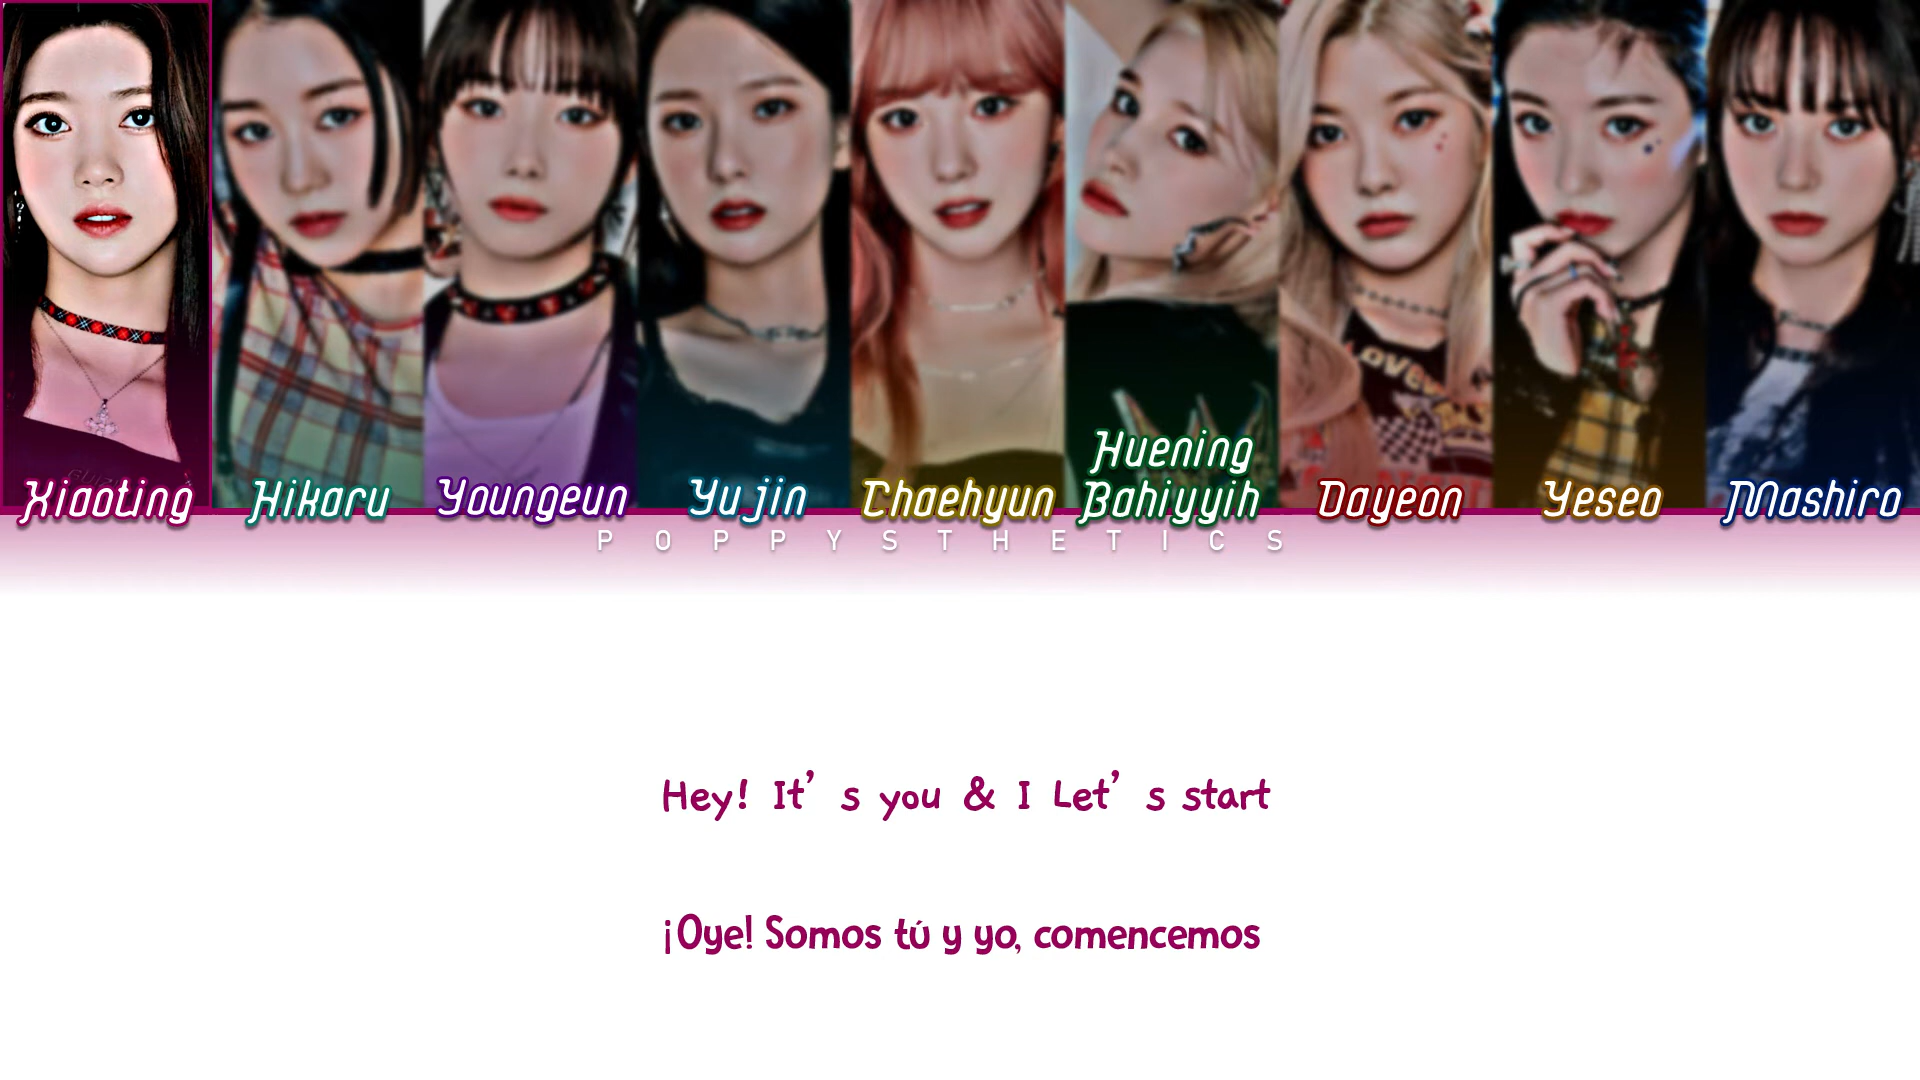 Xiaoting Hikaru Youngeun Yujin Chaehyun Huening Bahiyyih Dayeon Yeseo Mashiro
POPPYSTHETICS
Hey! It’s you & I Let’s start
¡Oye! Somos tú y yo, comencemos